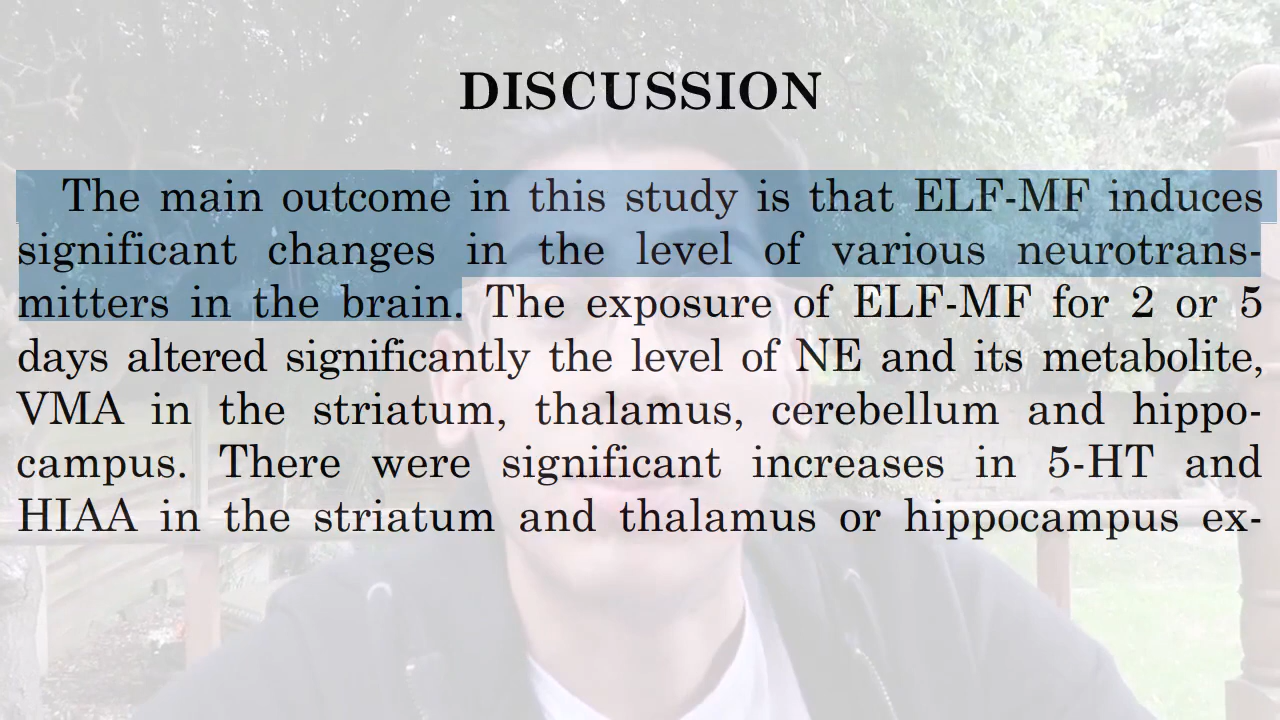 DISCUSSION
The main outcome in this study is that ELF-MF induces
significant changes in the level of various neurotrans-
mitters in the brain. The exposure of ELF-MF for 2 or 5
days altered significantly the level of NE and its metabolite,
VMA in the striatum, thalamus, cerebellum and hippo-
campus. There were significant increases in 5-HT and
HIAA in the striatum and thalamus or hippocampus ex-